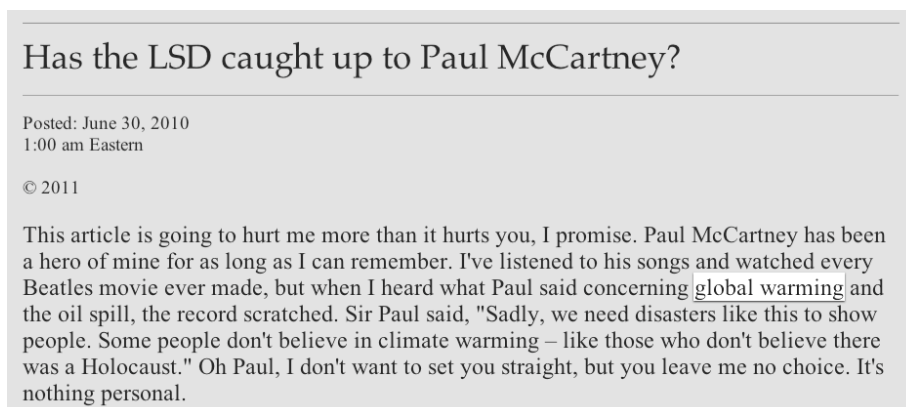 Has the LSD caught up to Paul McCartney?
Posted: June 30, 2010
1:00 am Eastern
© 2011
This article is going to hurt me more than it hurts you, I promise. Paul McCartney has been
a hero of mine for as long as I can remember. I've listened to his songs and watched every
Beatles movie ever made, but when I heard what Paul said concerning global warming and
the oil spill, the record scratched. Sir Paul said, "Sadly, we need disasters like this to show
people. Some people don't believe in climate warming – like those who don't believe there
was a Holocaust." Oh Paul, I don't want to set you straight, but you leave me no choice. It's
nothing personal.